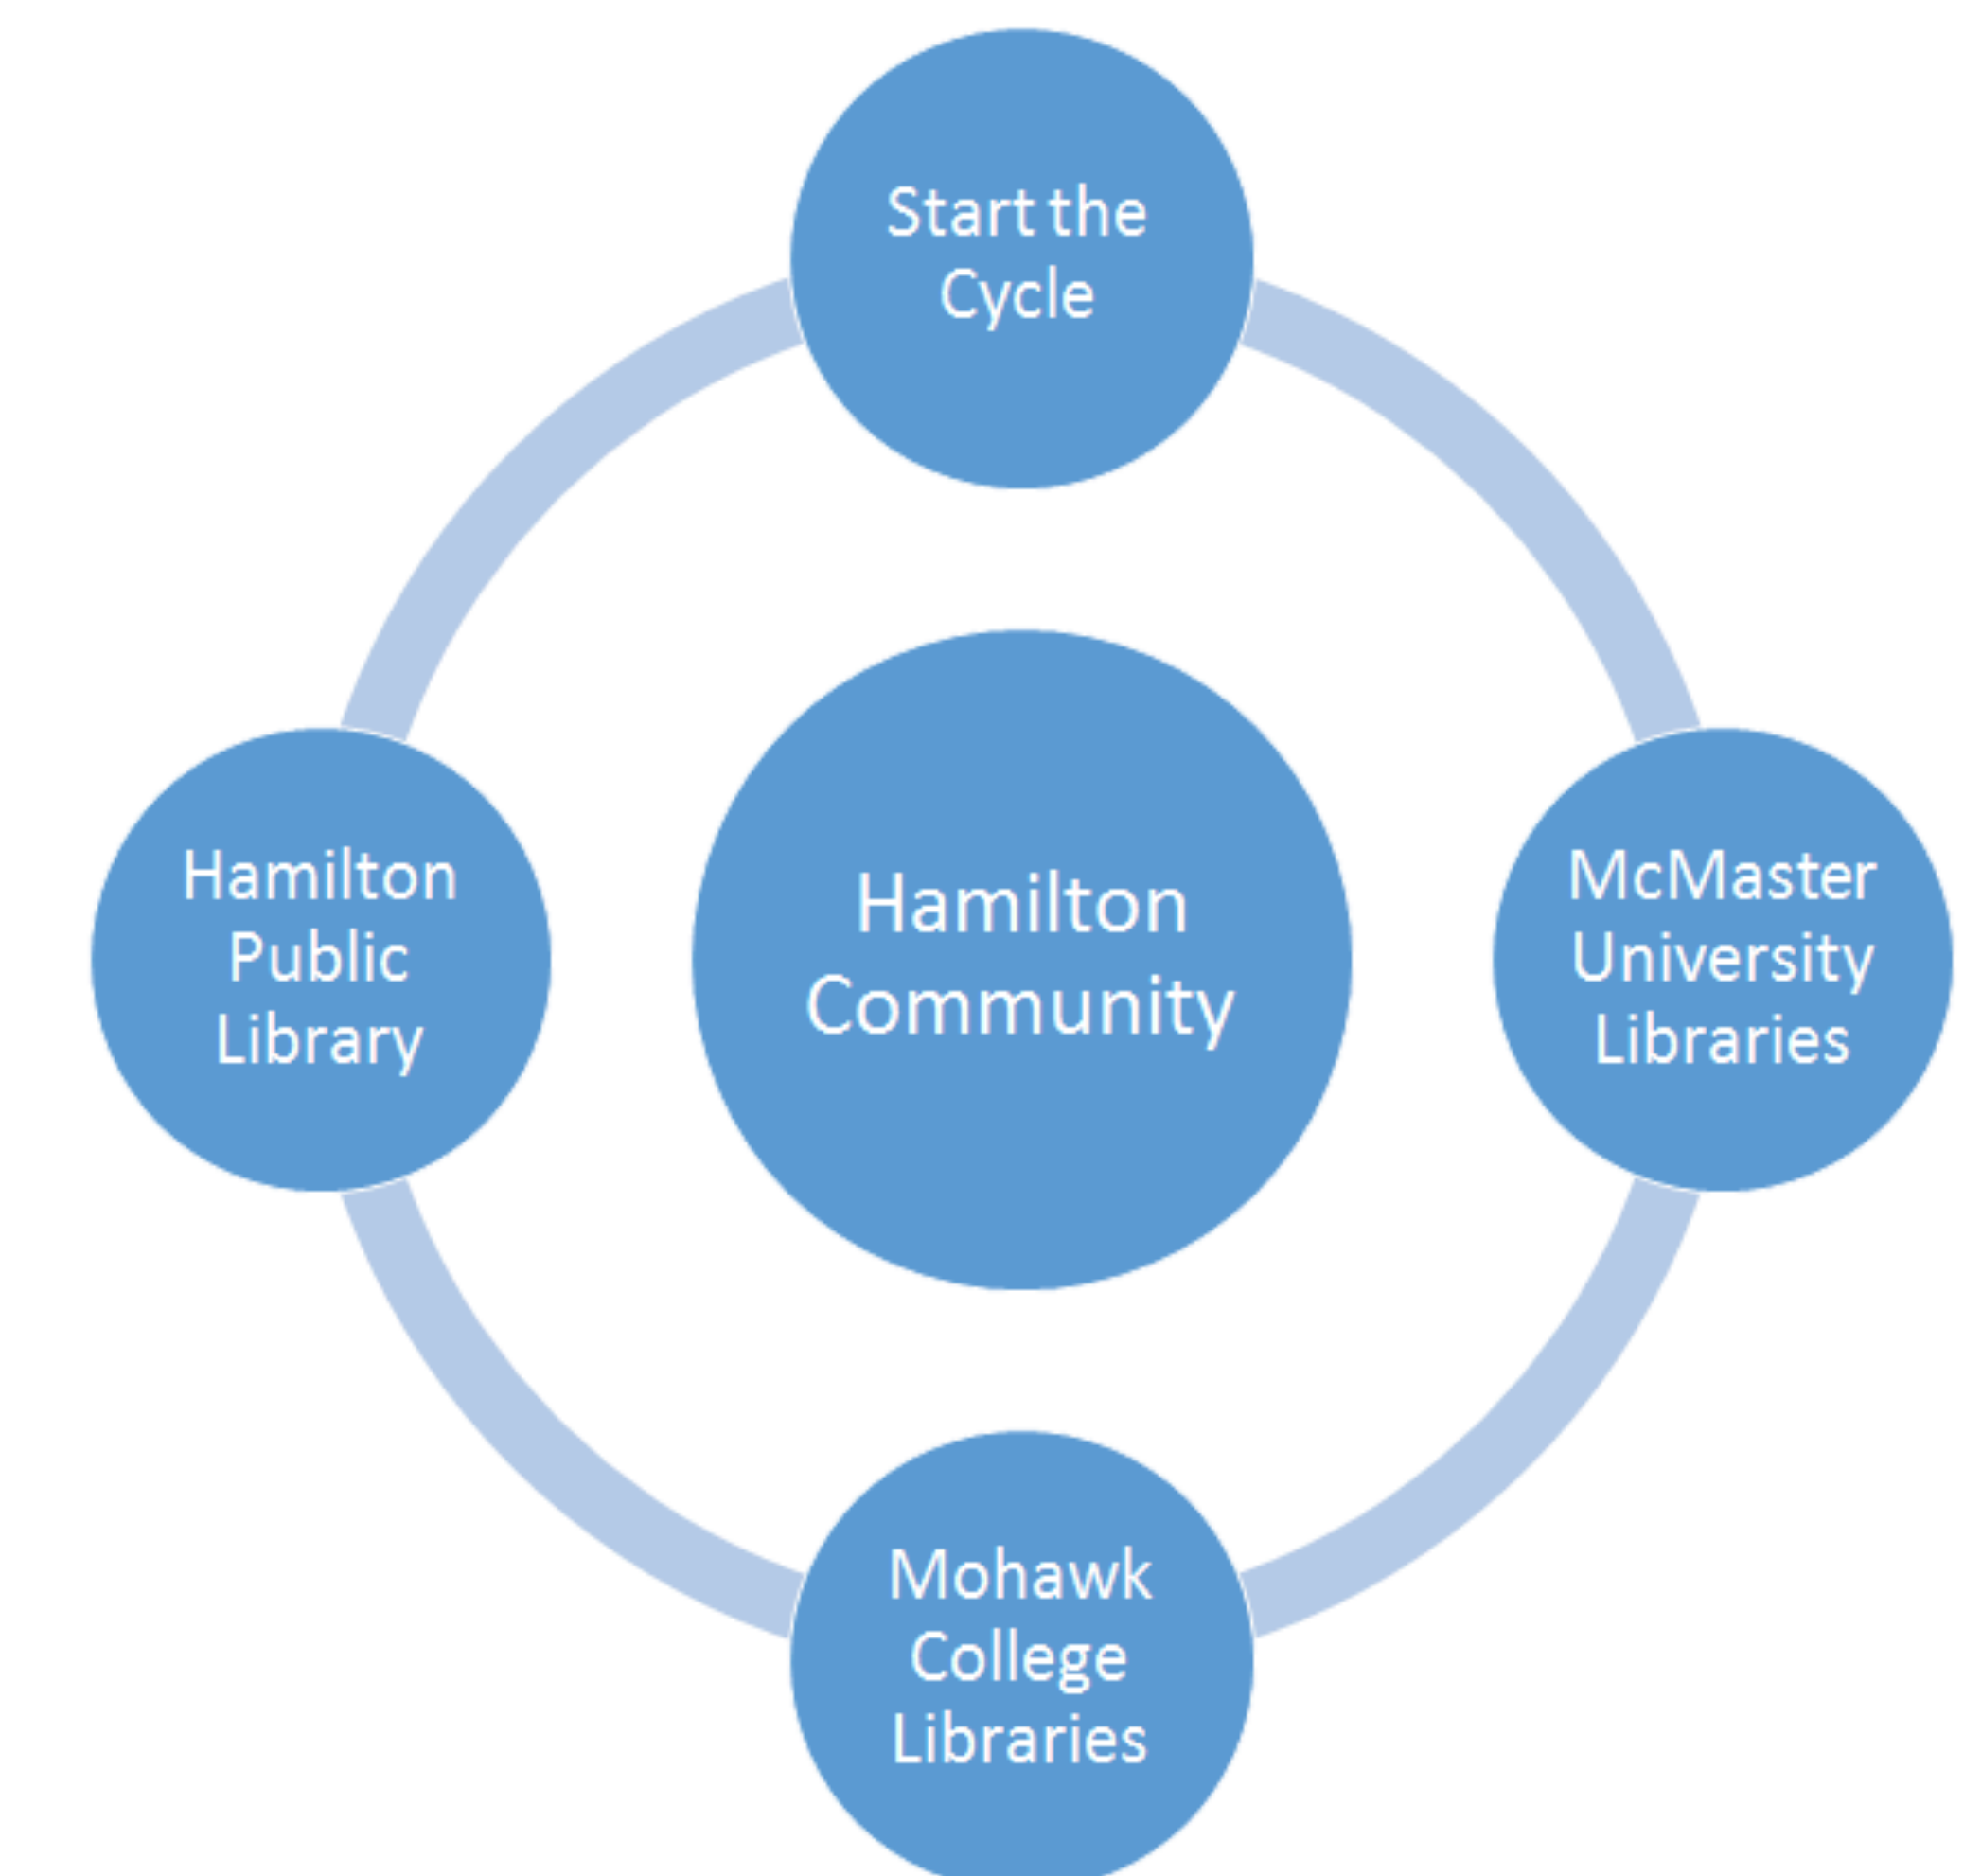 Start the
Cycle
Hamilton
Public
Library
Hamilton
Community
McMaster
University
Libraries
Mohawk
College
Libraries